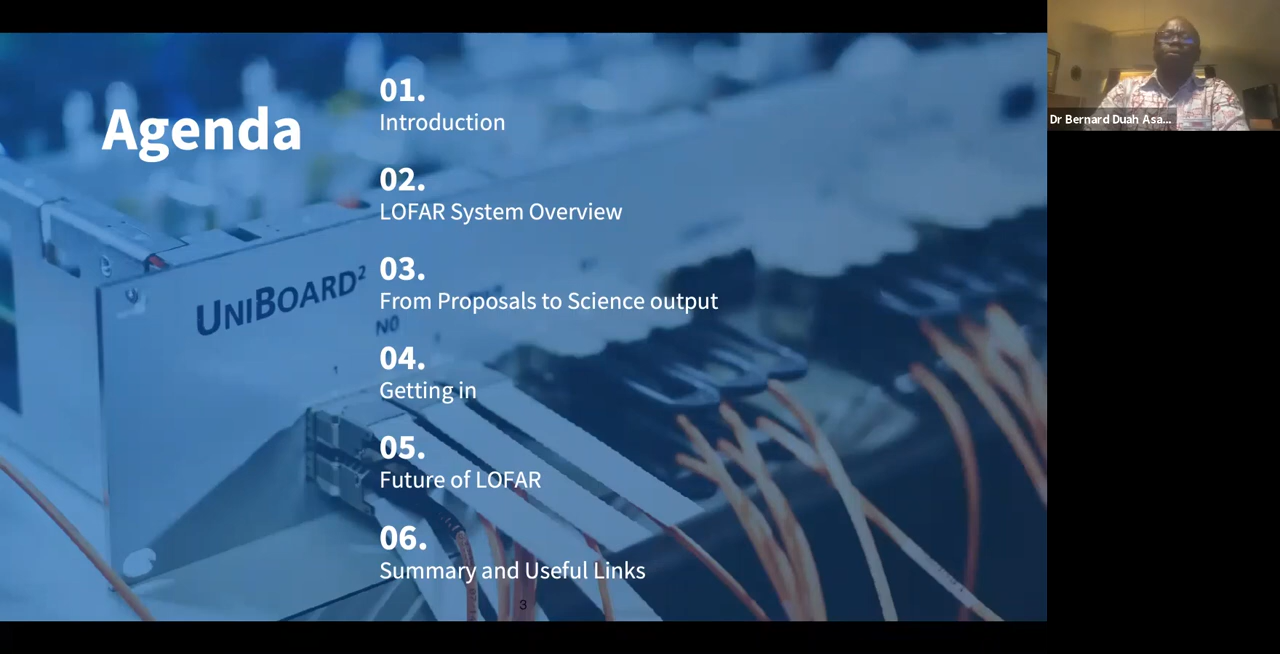 Agenda
01.
Introduction
02.
LOFAR System Overview
03.
From Proposals to Science output
04.
Getting in
05.
Future of LOFAR
06.
Summary and Useful Links
3
UNIBOARD²
N0
Dr Bernard Duah Asa...